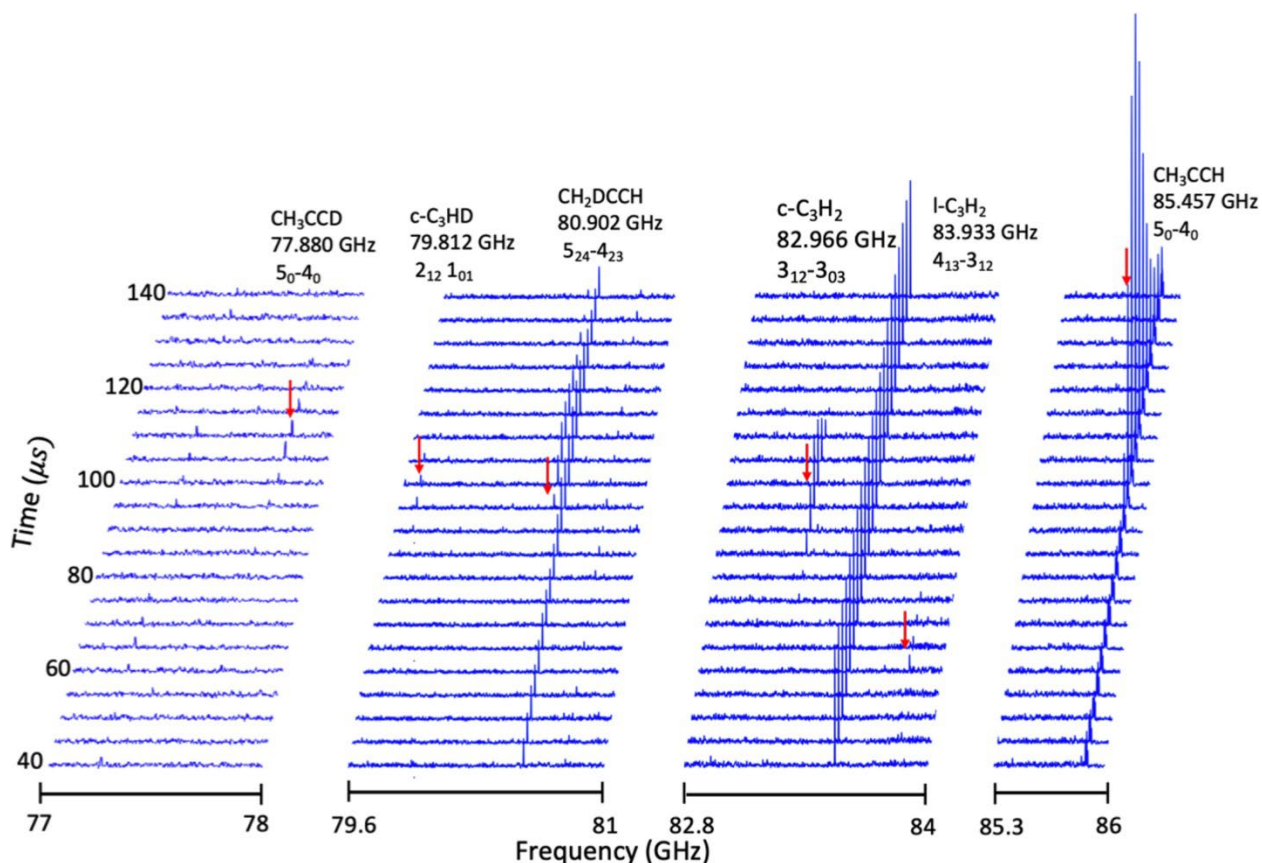 CH₃CCD
77.880 GHz
5₀-4₀
c-C₃HD
79.812 GHz
2₁₂ 1₀₁
CH₂DCCH
80.902 GHz
5₂₄-4₂₃
c-C₃H₂
82.966 GHz
3₁₂-3₀₃
l-C₃H₂
83.933 GHz
4₁₃-3₁₂
CH₃CCH
85.457 GHz
5₀-4₀
Time (μs)
140
120
100
80
60
40
77 78 79.6 81 82.8 84 85.3 86
Frequency (GHz)